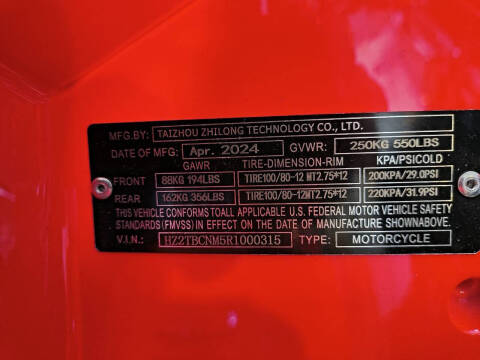 MFG.BY: TAIZHOU ZHILONG TECHNOLOGY CO., LTD.
DATE OF MFG: Apr. 2024 GVWR: 250KG 550LBS
GAWR TIRE-DIMENSION-RIM KPA/PSICOLD
FRONT 88KG 194LBS TIRE100/80-12 MT2.75*12 200KPA/29.0PSI
REAR 162KG 356LBS TIRE100/80-12MT2.75*12 220KPA/31.9PSI
THIS VEHICLE CONFORMS TOALL APPLICABLE U.S. FEDERAL MOTOR VEHICLE SAFETY
STANDARDS (FMVSS) IN EFFECT ON THE DATE OF MANUFACTURE SHOWNABOVE.
V.I.N.: HZ2TBCNM5R1000315 TYPE: MOTORCYCLE